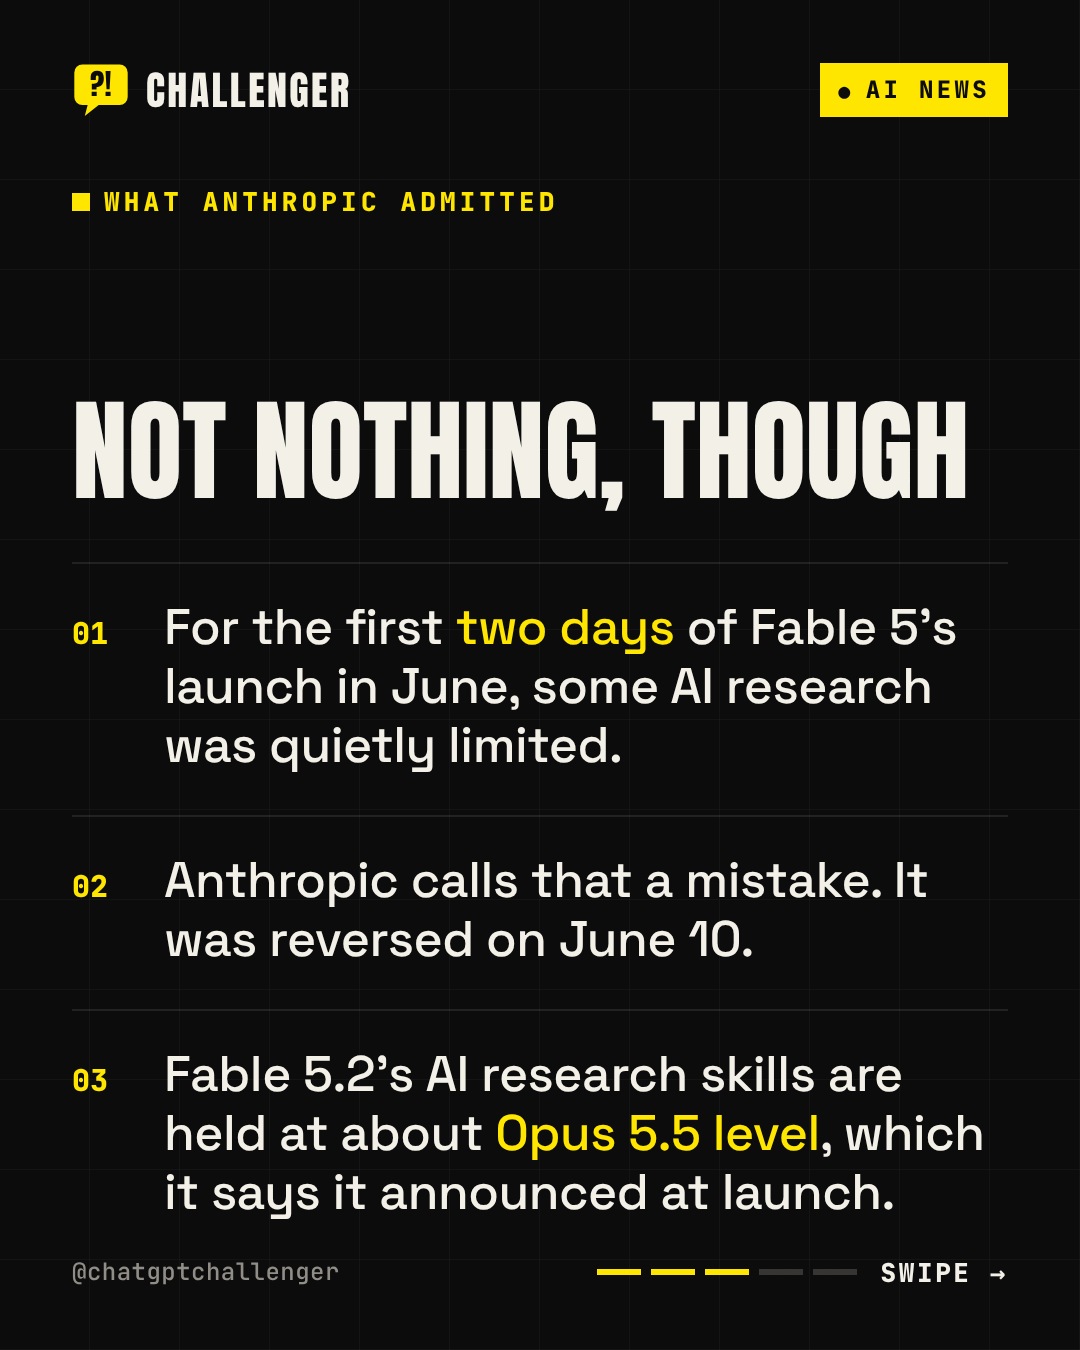 ?! CHALLENGER
● AI NEWS
WHAT ANTHROPIC ADMITTED
NOT NOTHING, THOUGH
01
For the first two days of Fable 5’s
launch in June, some AI research
was quietly limited.
02
Anthropic calls that a mistake. It
was reversed on June 10.
03
Fable 5.2’s AI research skills are
held at about Opus 5.5 level, which
it says it announced at launch.
@chatgptchallenger
SWIPE →